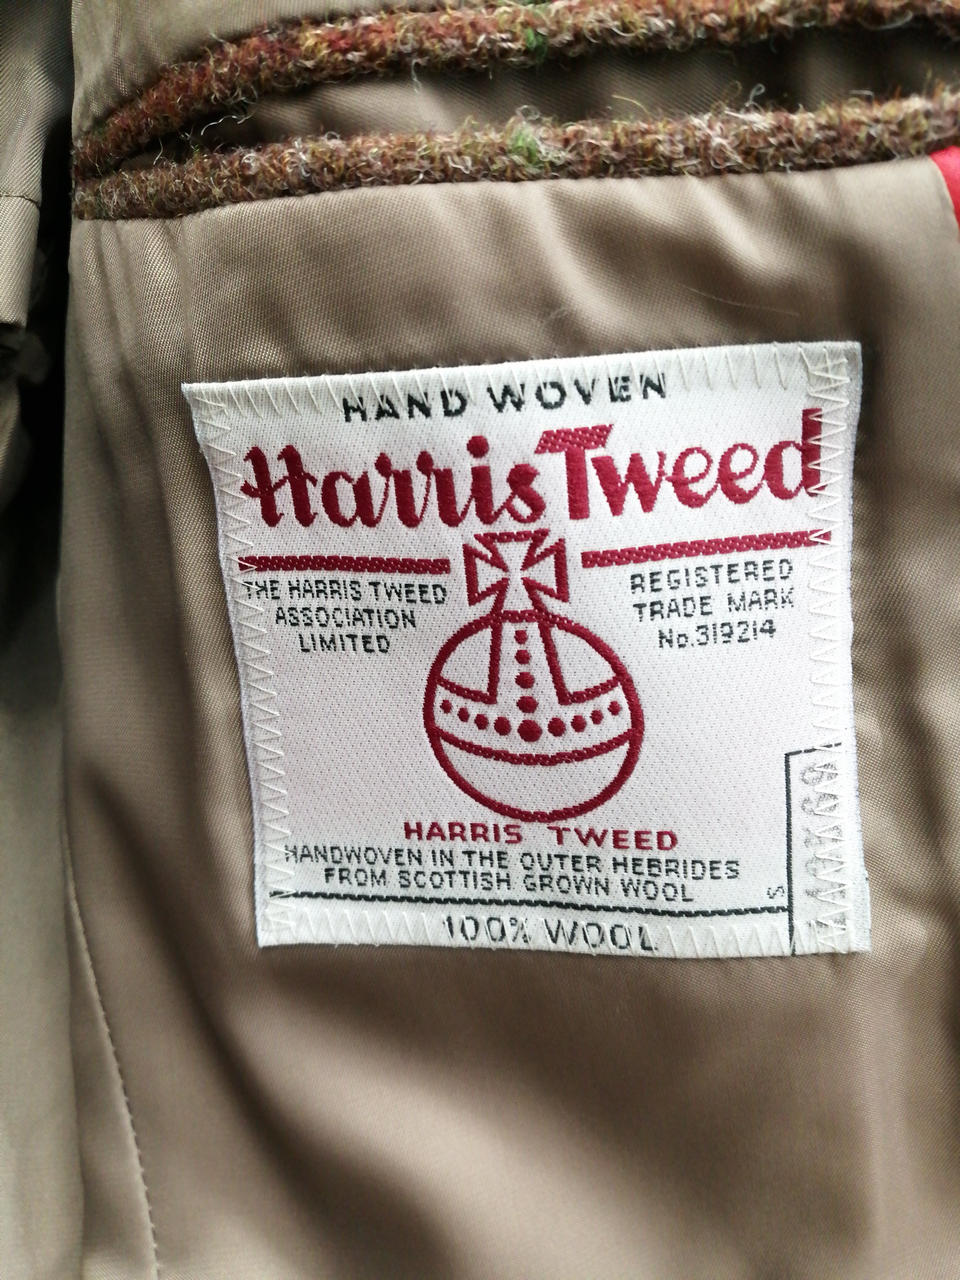 HAND WOVEN
Harris Tweed
THE HARRIS TWEED
ASSOCIATION
LIMITED
REGISTERED
TRADE MARK
No.319214
HARRIS TWEED
HANDWOVEN IN THE OUTER HEBRIDES
FROM SCOTTISH GROWN WOOL
S
100% WOOL